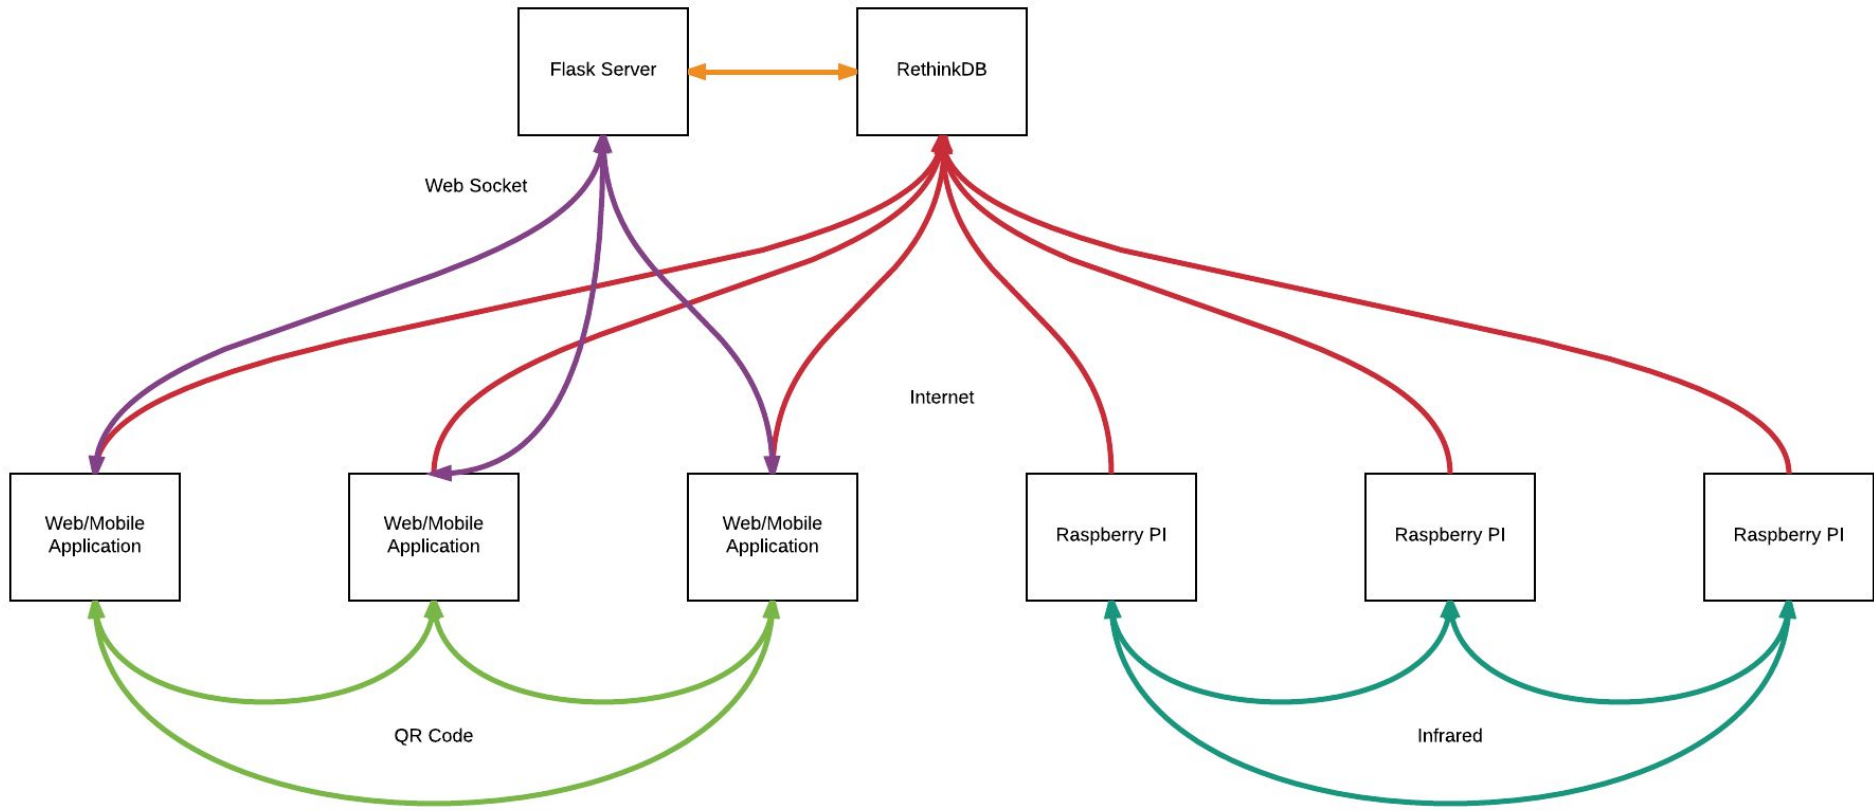 Flask Server
RethinkDB
Web Socket
Internet
Web/Mobile
Application
Web/Mobile
Application
Web/Mobile
Application
Raspberry PI
Raspberry PI
Raspberry PI
QR Code
Infrared